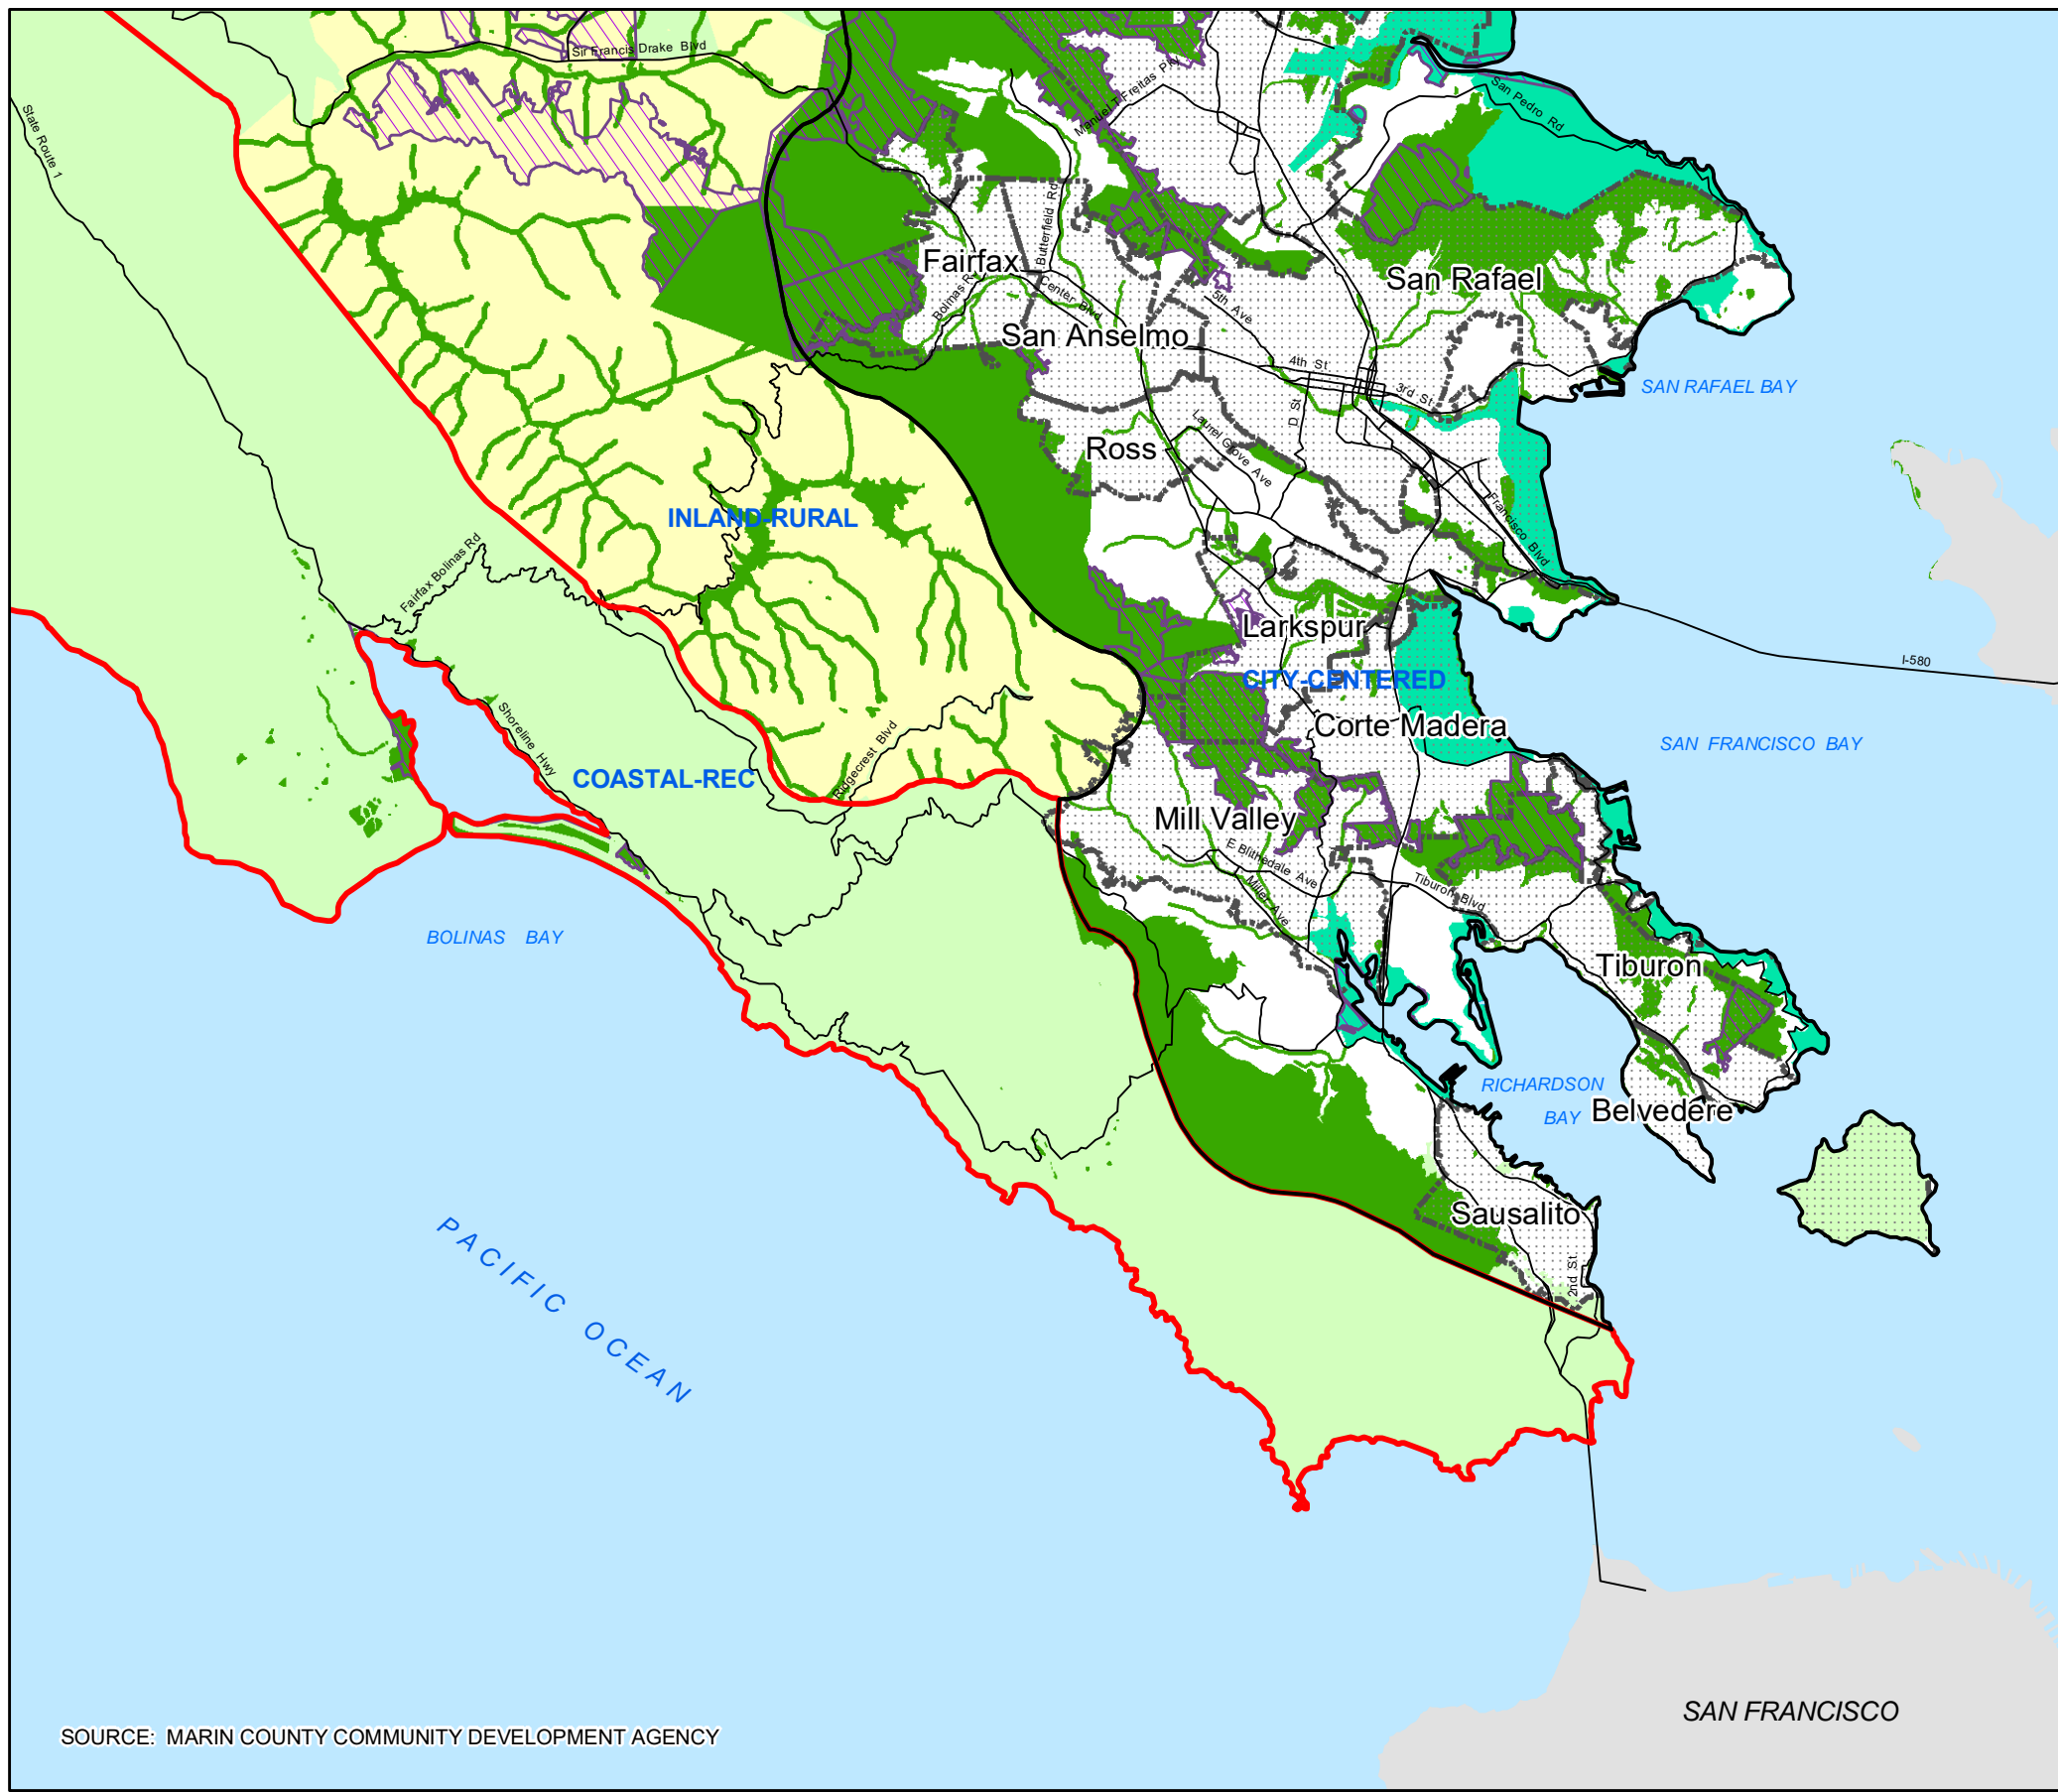 Sir Francis Drake Blvd
State Route 1
Manuel T Freitas Pky
San Pedro Rd
Butterfield Rd
Fairfax
Bolinas Rd
Center Blvd
San Rafael
5th Ave
San Anselmo
4th St
3rd St
SAN RAFAEL BAY
D St
Laurel Grove Ave
Ross
Francisco Blvd
INLAND-RURAL
Fairfax Bolinas Rd
Larkspur
I-580
CITY-CENTERED
Corte Madera
SAN FRANCISCO BAY
Shoreline Hwy
COASTAL-REC
Ridgecrest Blvd
Mill Valley
E Blithedale Ave
Miller Ave
Tiburon Blvd
BOLINAS BAY
Tiburon
RICHARDSON
BAY
Belvedere
Sausalito
2nd St
PACIFIC OCEAN
SAN FRANCISCO
SOURCE: MARIN COUNTY COMMUNITY DEVELOPMENT AGENCY